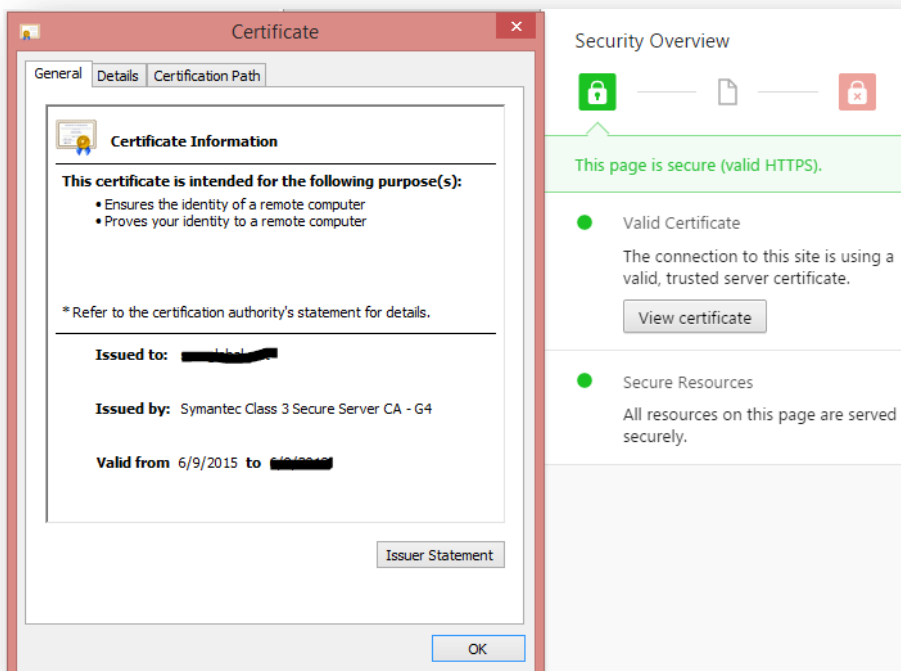 Certificate
General
Details
Certification Path
Certificate Information
This certificate is intended for the following purpose(s):
• Ensures the identity of a remote computer
• Proves your identity to a remote computer
* Refer to the certification authority's statement for details.
Issued to:
Issued by: Symantec Class 3 Secure Server CA - G4
Valid from 6/9/2015 to
Issuer Statement
OK
Security Overview
This page is secure (valid HTTPS).
Valid Certificate
The connection to this site is using a
valid, trusted server certificate.
View certificate
Secure Resources
All resources on this page are served
securely.